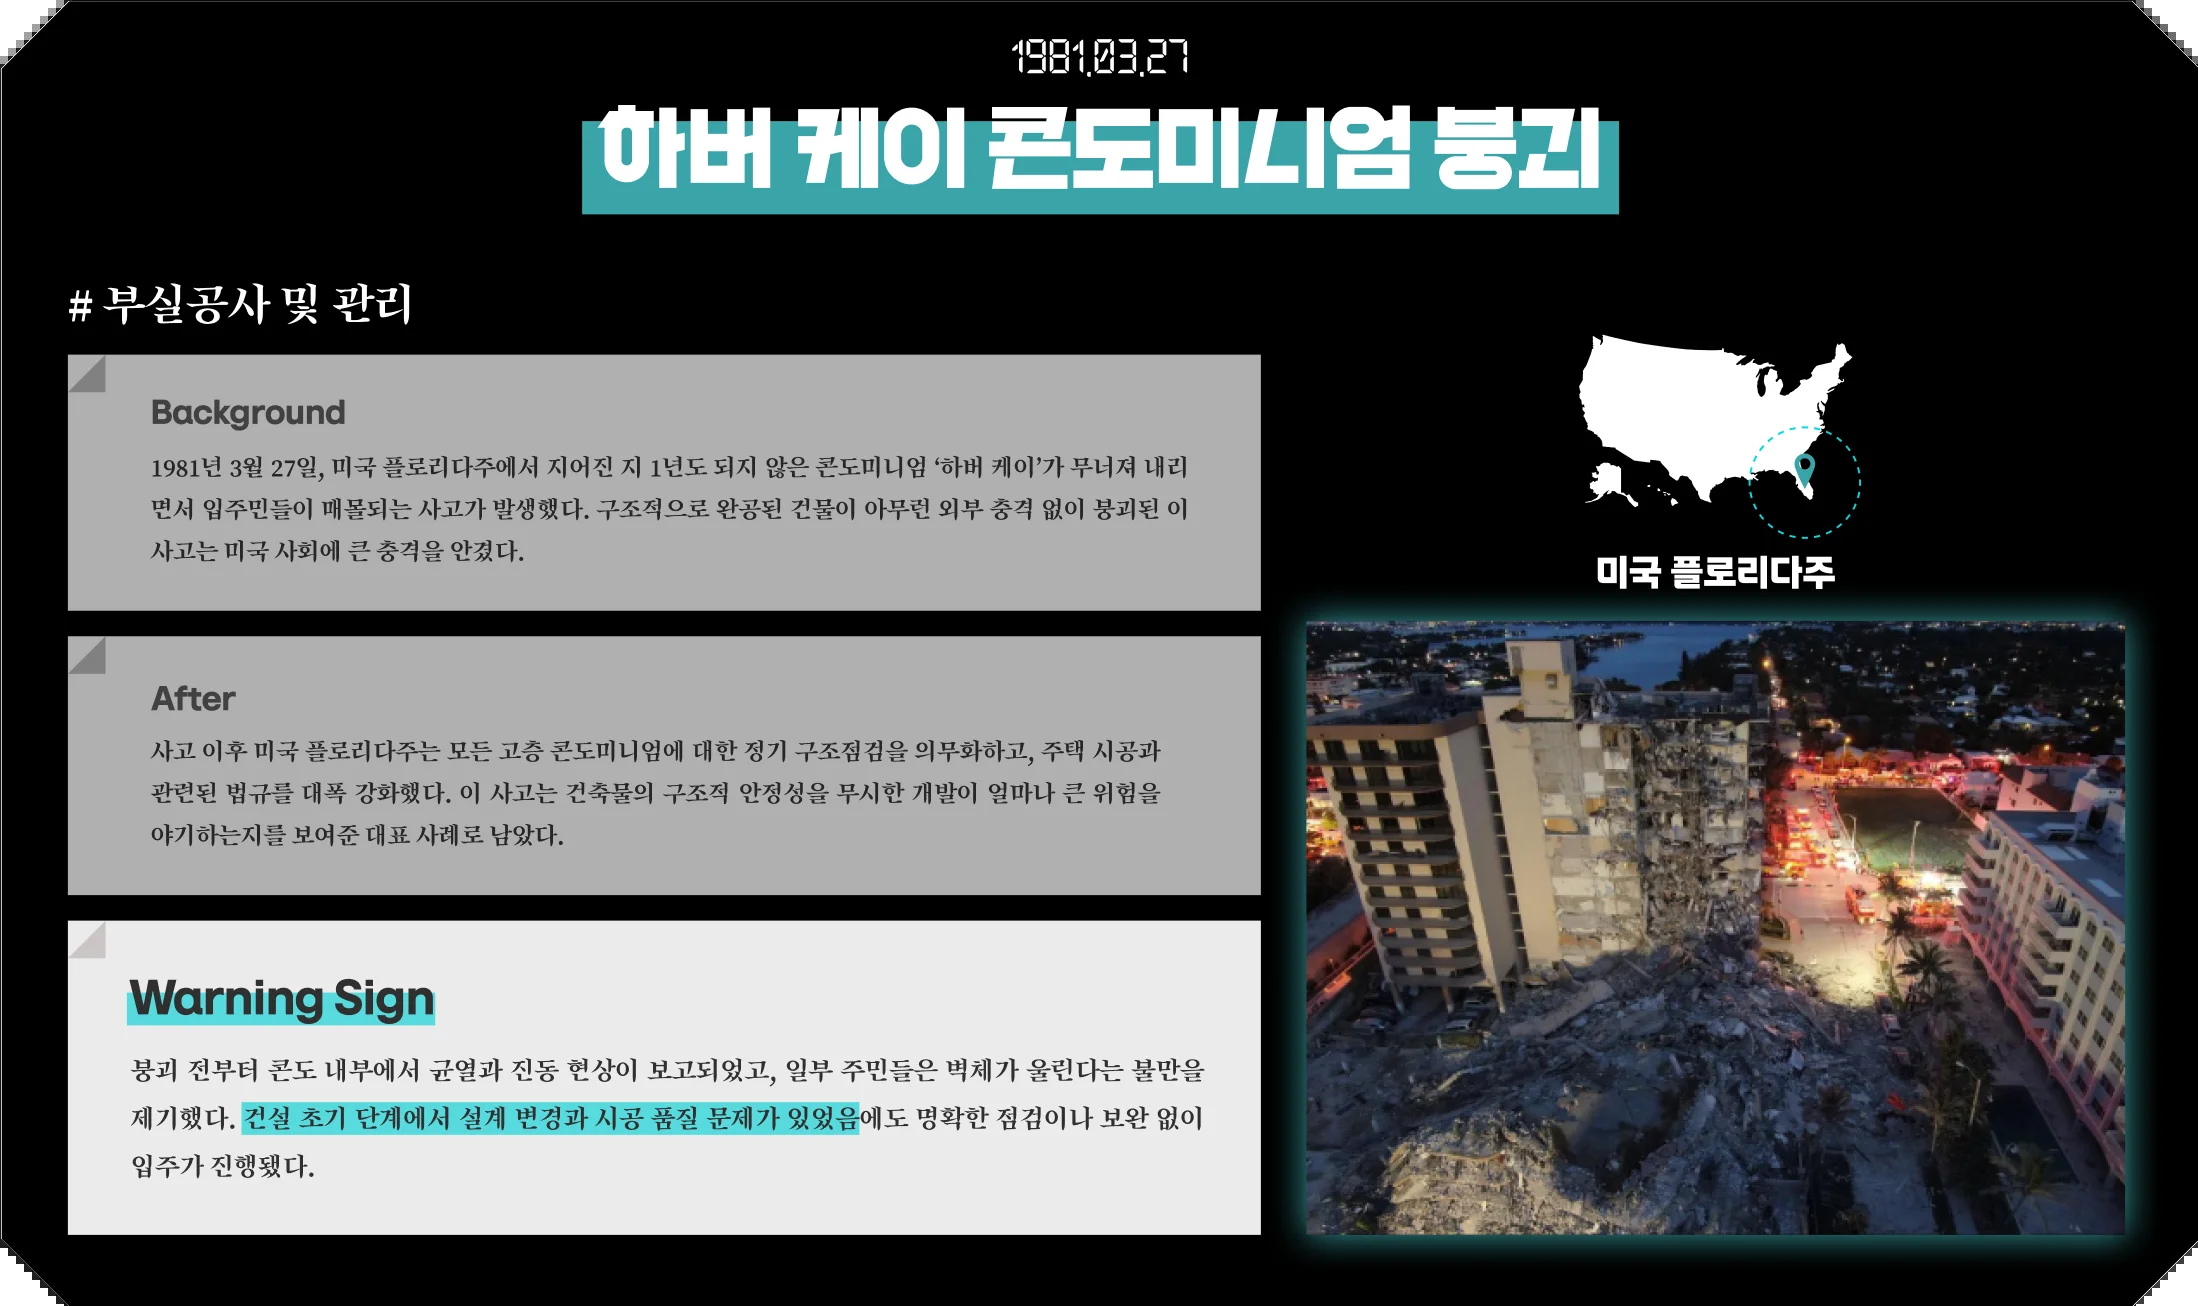 1981.03.27
하버 케이 콘도미니엄 붕괴
# 부실공사 및 관리
Background
1981년 3월 27일, 미국 플로리다주에서 지어진 지 1년도 되지 않은 콘도미니엄 ‘하버 케이’가 무너져 내리
면서 입주민들이 매몰되는 사고가 발생했다. 구조적으로 완공된 건물이 아무런 외부 충격 없이 붕괴된 이
사고는 미국 사회에 큰 충격을 안겼다.
After
사고 이후 미국 플로리다주는 모든 고층 콘도미니엄에 대한 정기 구조점검을 의무화하고, 주택 시공과
관련된 법규를 대폭 강화했다. 이 사고는 건축물의 구조적 안정성을 무시한 개발이 얼마나 큰 위험을
야기하는지를 보여준 대표 사례로 남았다.
Warning Sign
붕괴 전부터 콘도 내부에서 균열과 진동 현상이 보고되었고, 일부 주민들은 벽체가 울린다는 불만을
제기했다. 건설 초기 단계에서 설계 변경과 시공 품질 문제가 있었음에도 명확한 점검이나 보완 없이
입주가 진행됐다.
미국 플로리다주